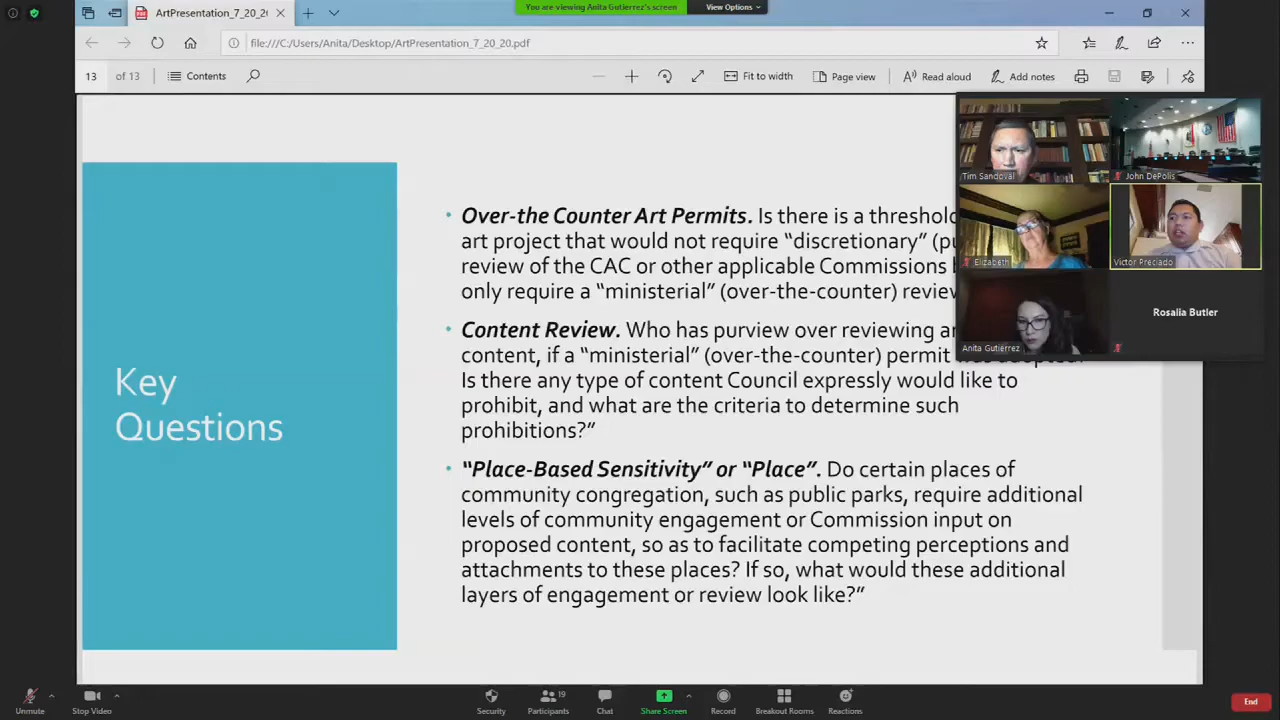 ArtPresentation_7_20_20
You are viewing Anita Gutierrez's screen
View Options
file:///C:/Users/Anita/Desktop/ArtPresentation_7_20_20.pdf
13 of 13
Contents
Fit to width
Page view
Read aloud
Add notes
Key
Questions
• Over-the Counter Art Permits. Is there is a threshold
art project that would not require “discretionary”
review of the CAC or other applicable Commissions
only require a “ministerial” (over-the-counter)
• Content Review. Who has purview over reviewing
content, if a “ministerial” (over-the-counter) permit
Is there any type of content Council expressly would like to
prohibit, and what are the criteria to determine such
prohibitions?”
• “Place-Based Sensitivity” or “Place”. Do certain places of
community congregation, such as public parks, require additional
levels of community engagement or Commission input on
proposed content, so as to facilitate competing perceptions and
attachments to these places? If so, what would these additional
layers of engagement or review look like?”
Tim Sandoval
John DePolis
Elizabeth
Victor Preciado
Anita Gutiérrez
Rosalia Butler
Unmute
Stop Video
Security
Participants
19
Chat
Share Screen
Record
Breakout Rooms
Reactions
End